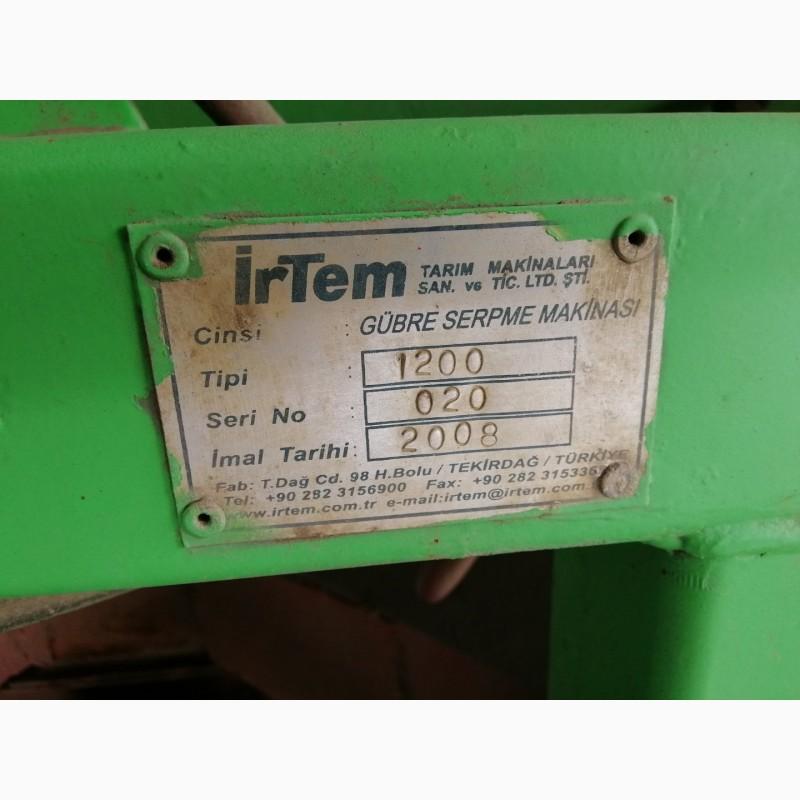 İrTem TARIM MAKİNALARI
SAN. ve TİC. LTD. ŞTİ.
Cinsi : GÜBRE SERPME MAKİNASI
Tipi : 1200
Seri No : 020
İmal Tarihi : 2008
Fab: T.Dağ Cd. 98 H.Bolu / TEKİRDAĞ / TÜRKİYE
Tel: +90 282 3156900 Fax: +90 282
www.irtem.com.tr e-mail:irtem@irtem.com